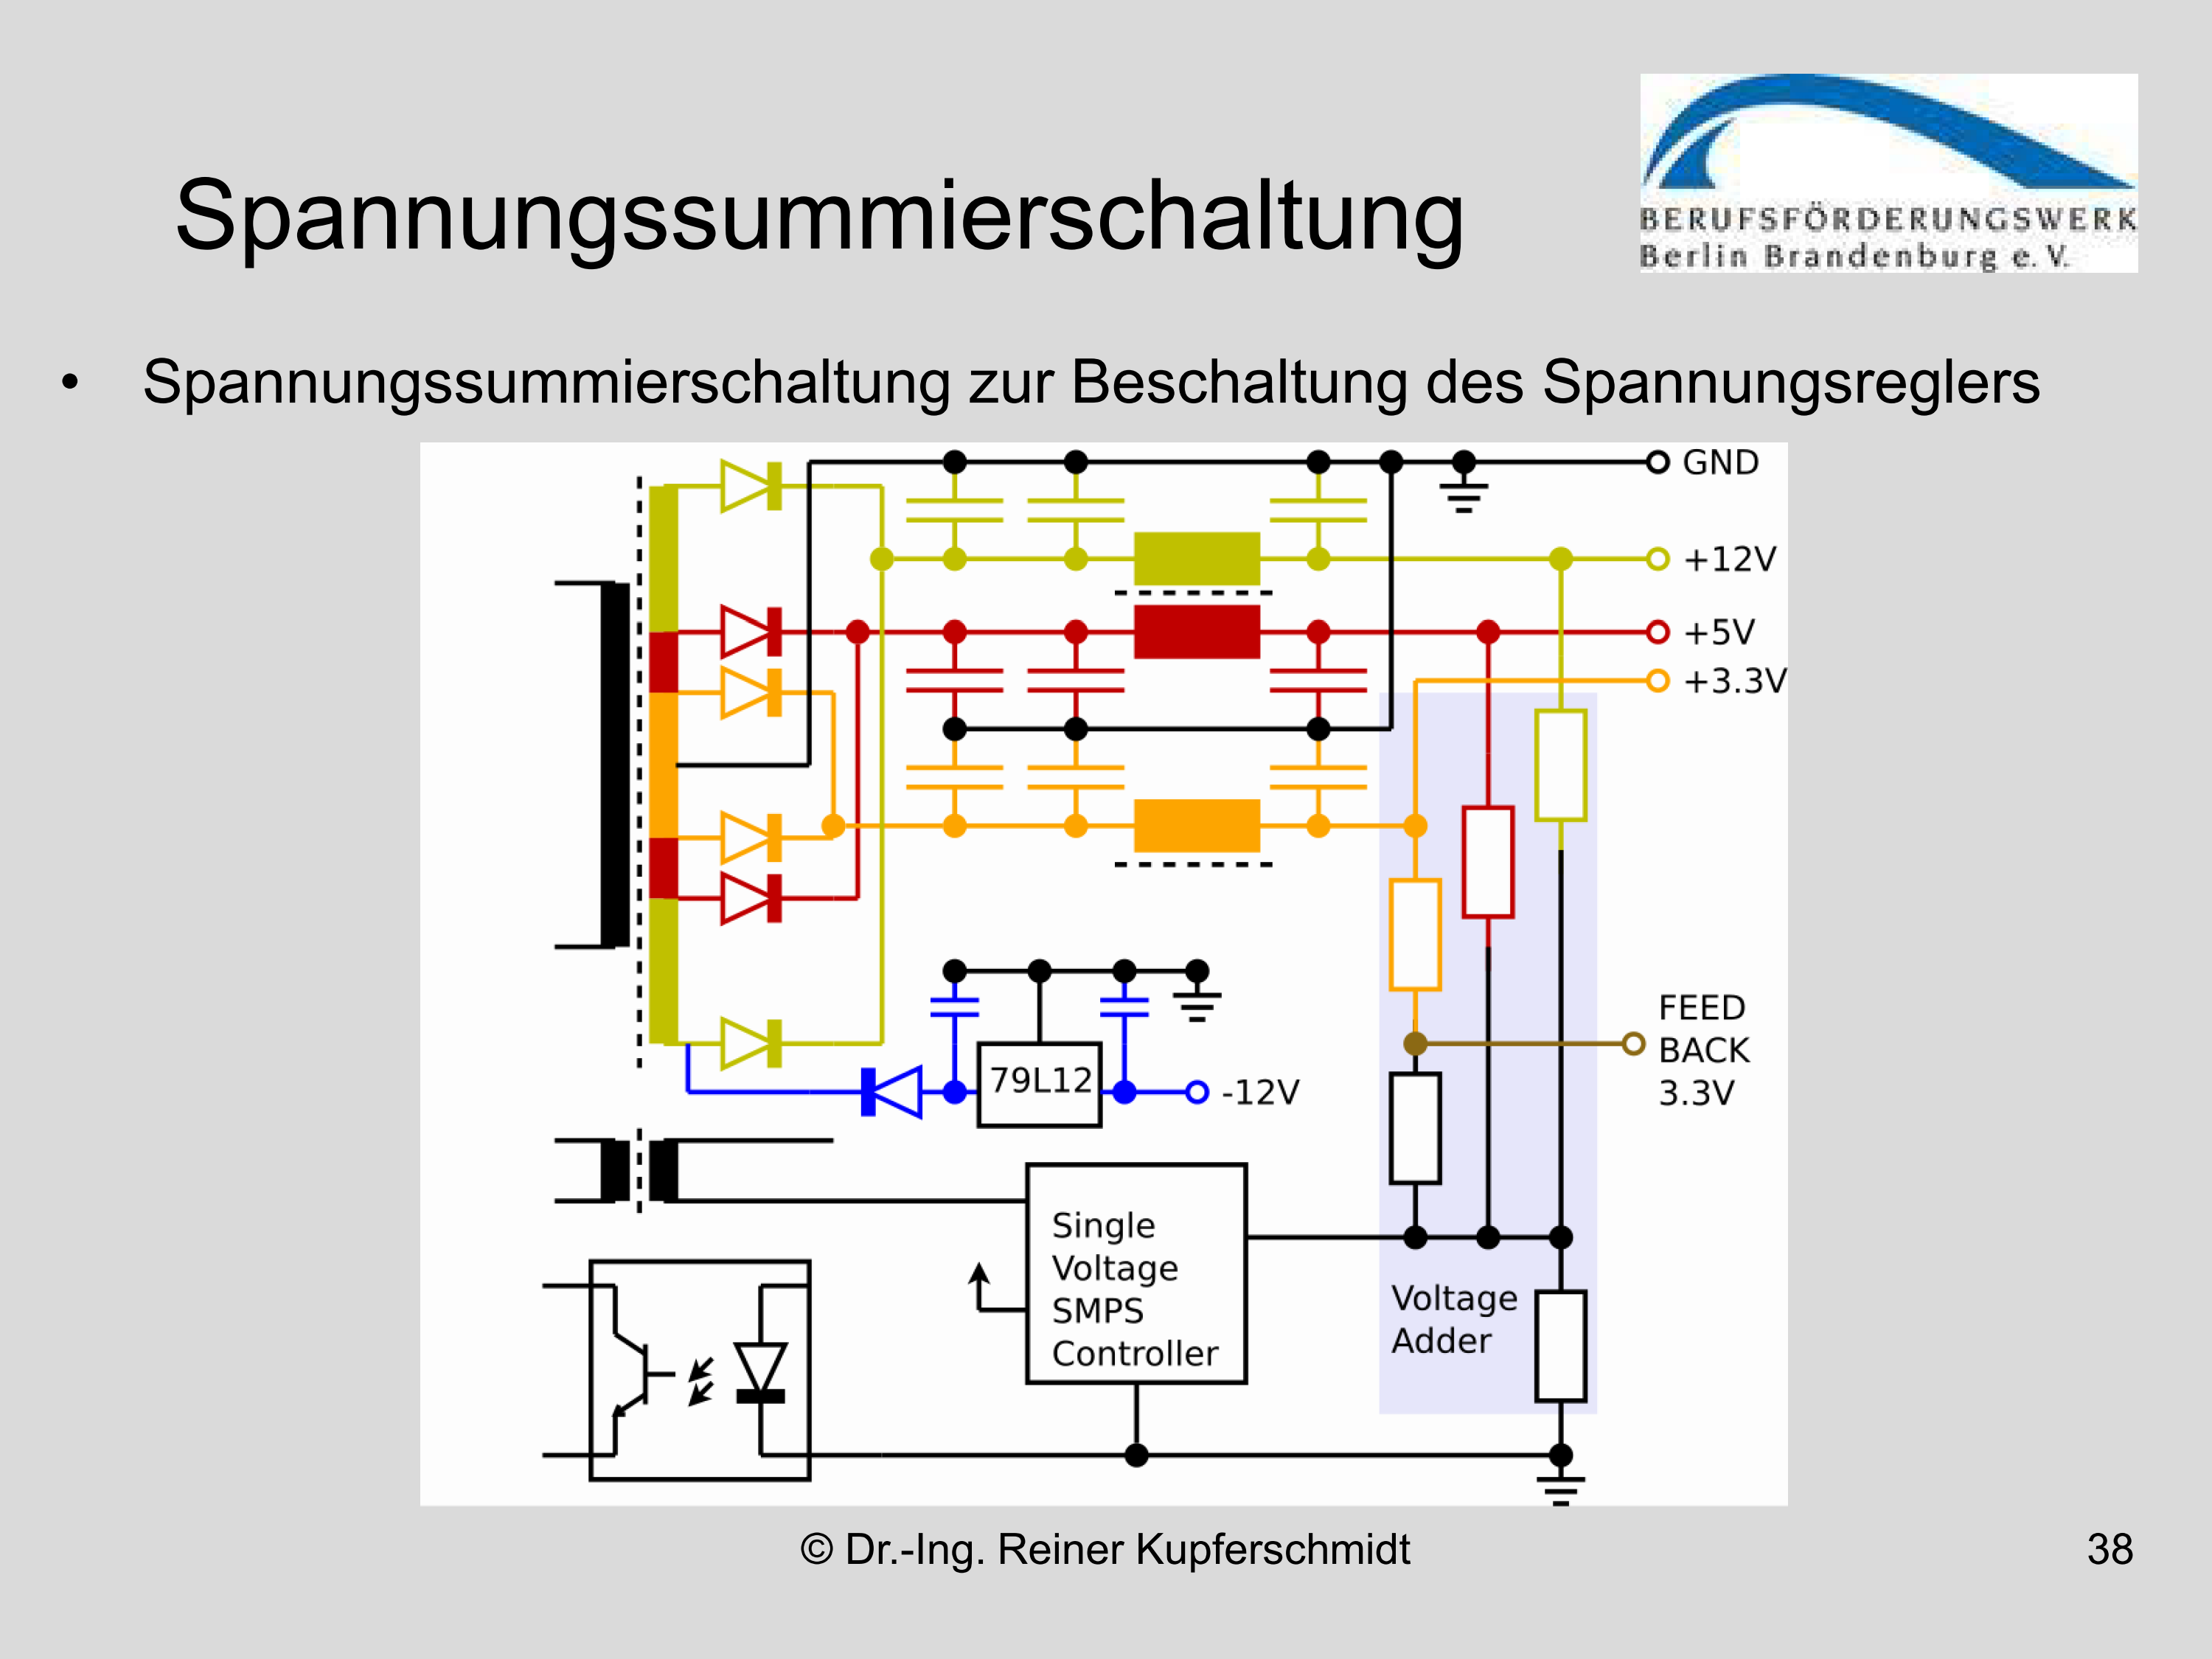 Spannungssummierschaltung
BERUFSFÖRDERUNGSWERK
Berlin Brandenburg e. V.
• Spannungssummierschaltung zur Beschaltung des Spannungsreglers
GND
+12V
+5V
+3.3V
FEED
BACK
3.3V
79L12
-12V
Single
Voltage
SMPS
Controller
Voltage
Adder
© Dr.-Ing. Reiner Kupferschmidt
38